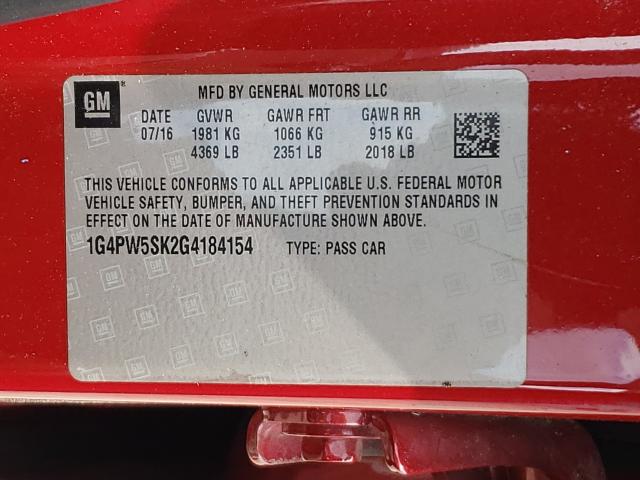 GM
MFD BY GENERAL MOTORS LLC
DATE GVWR GAWR FRT GAWR RR
07/16 1981 KG 1066 KG 915 KG
4369 LB 2351 LB 2018 LB
THIS VEHICLE CONFORMS TO ALL APPLICABLE U.S. FEDERAL MOTOR
VEHICLE SAFETY, BUMPER, AND THEFT PREVENTION STANDARDS IN
EFFECT ON THE DATE OF MANUFACTURE SHOWN ABOVE.
1G4PW5SK2G4184154 TYPE: PASS CAR